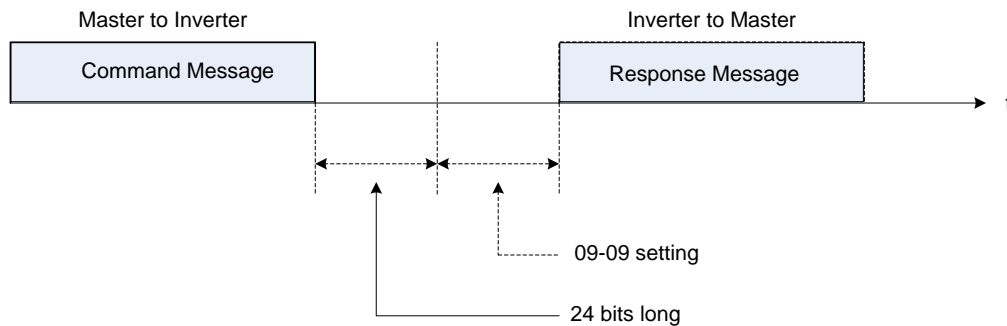 Master to Inverter
Inverter to Master
Command Message
Response Message
t
09-09 setting
24 bits long